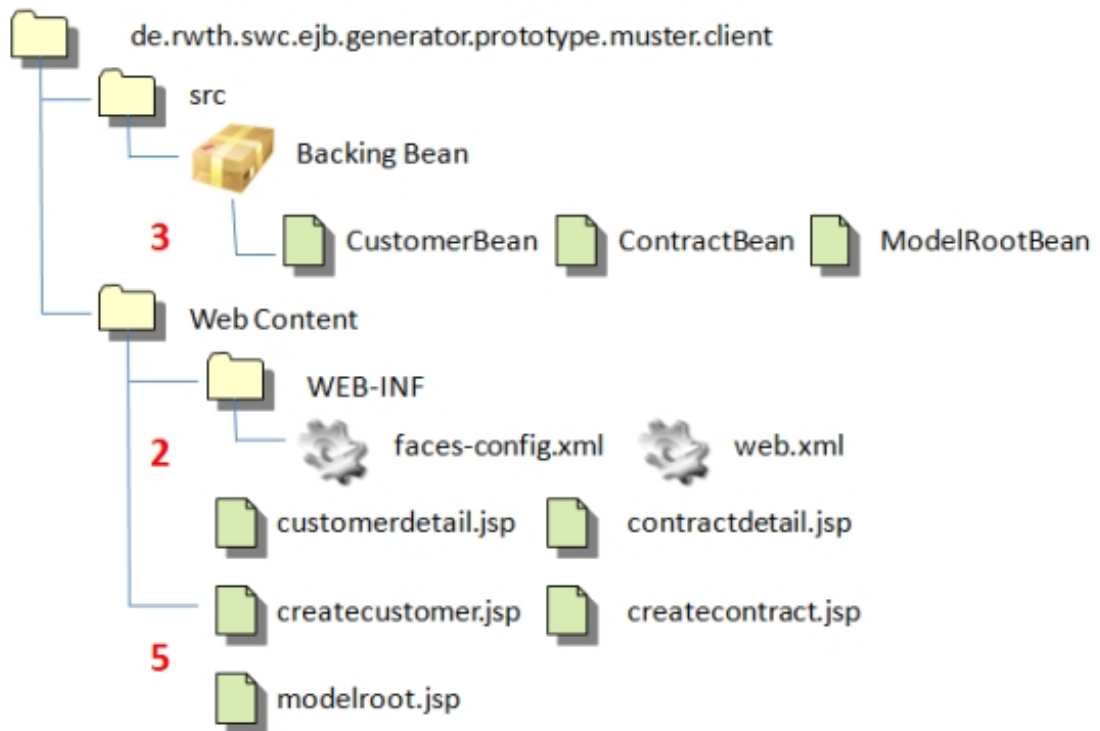 de.rwth.swc.ejb.generator.prototype.muster.client
src
Backing Bean
3
CustomerBean ContractBean ModelRootBean
Web Content
WEB-INF
2
faces-config.xml web.xml
customerdetail.jsp contractdetail.jsp
createcustomer.jsp createcontract.jsp
5
modelroot.jsp